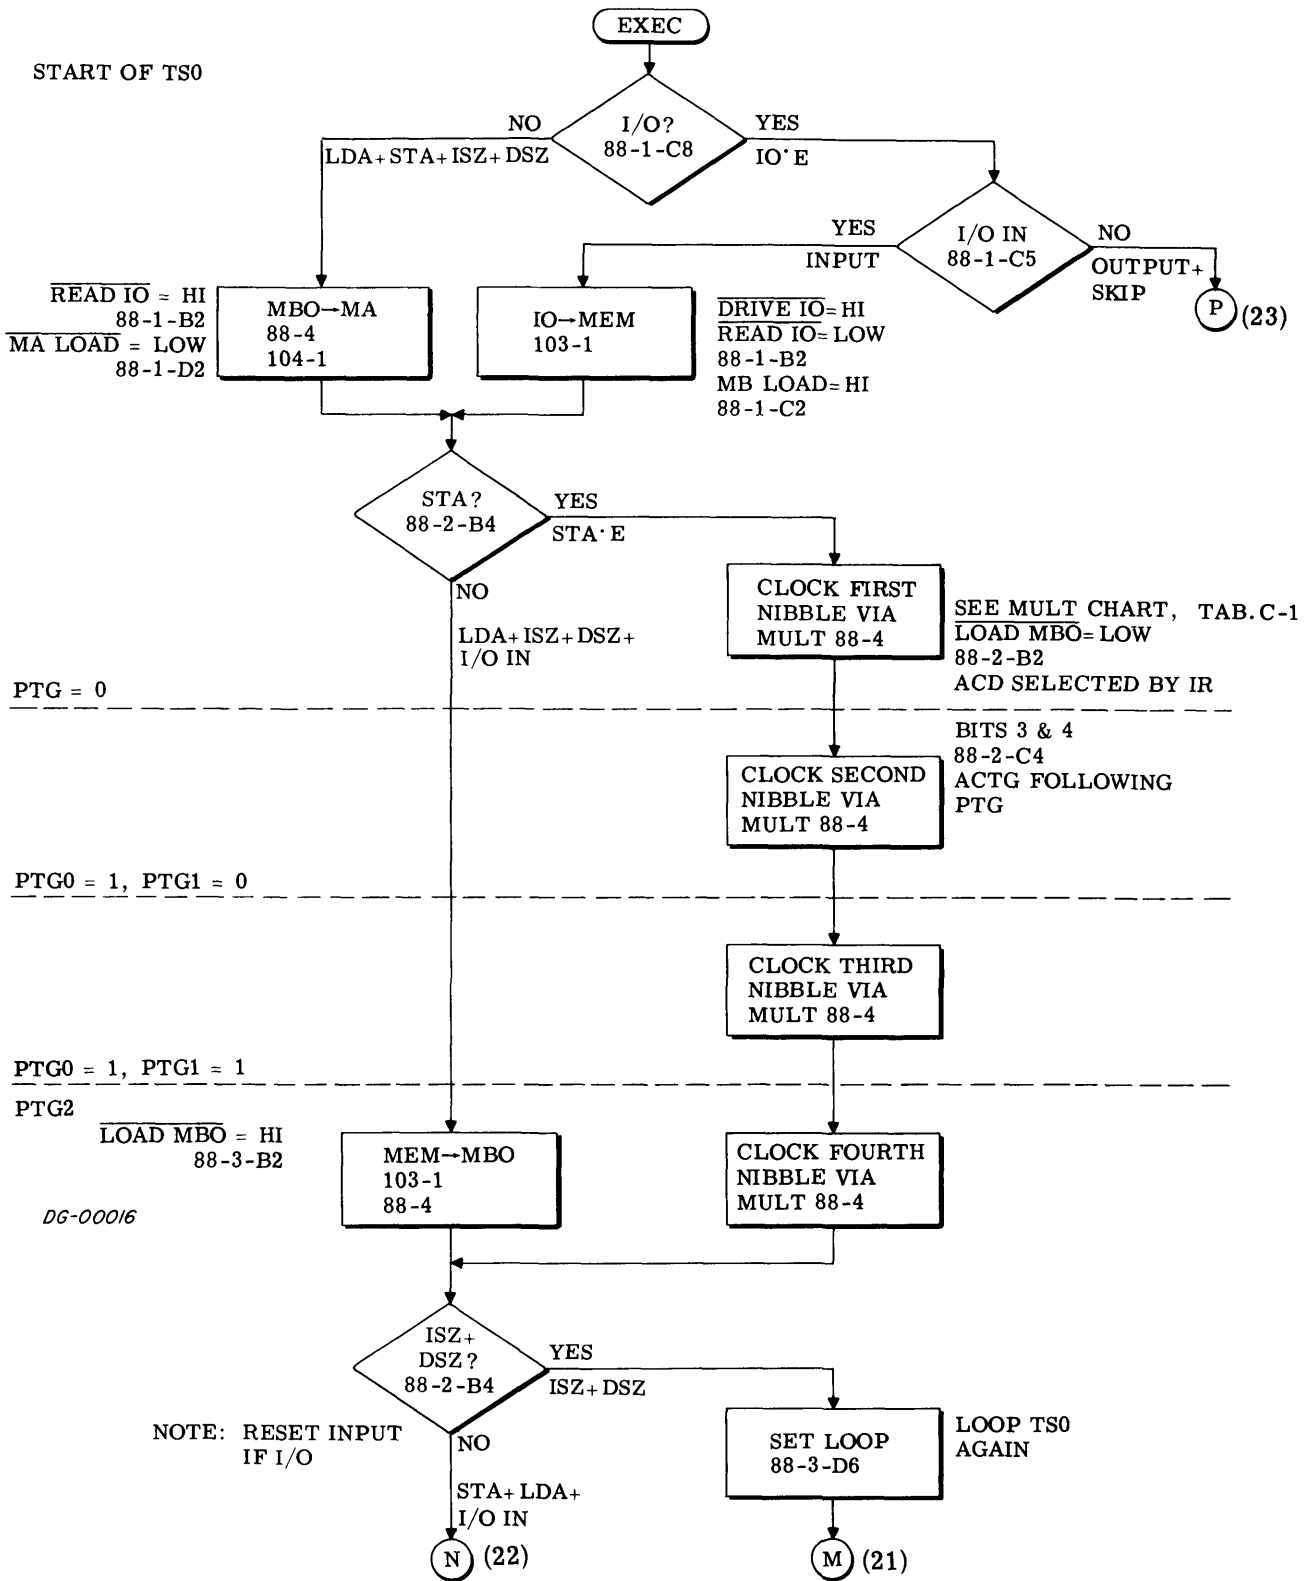 EXEC
START OF TS0
I/O?
88-1-C8
NO
LDA+STA+ISZ+DSZ
YES
IO·E
I/O IN
88-1-C5
YES
INPUT
NO
OUTPUT+
SKIP
P (23)
READ IO = HI
88-1-B2
MA LOAD = LOW
88-1-D2
MBO→MA
88-4
104-1
IO→MEM
103-1
DRIVE IO=HI
READ IO=LOW
88-1-B2
MB LOAD=HI
88-1-C2
STA?
88-2-B4
YES
STA·E
NO
LDA+ISZ+DSZ+
I/O IN
CLOCK FIRST
NIBBLE VIA
MULT 88-4
SEE MULT CHART, TAB.C-1
LOAD MBO=LOW
88-2-B2
ACD SELECTED BY IR
PTG = 0
BITS 3 & 4
88-2-C4
ACTG FOLLOWING
PTG
CLOCK SECOND
NIBBLE VIA
MULT 88-4
PTG0 = 1, PTG1 = 0
CLOCK THIRD
NIBBLE VIA
MULT 88-4
PTG0 = 1, PTG1 = 1
PTG2
LOAD MBO = HI
88-3-B2
MEM→MBO
103-1
88-4
CLOCK FOURTH
NIBBLE VIA
MULT 88-4
DG-00016
ISZ+
DSZ?
88-2-B4
YES
ISZ+DSZ
NOTE: RESET INPUT
IF I/O
NO
STA+LDA+
I/O IN
SET LOOP
88-3-D6
LOOP TS0
AGAIN
N (22)
M (21)